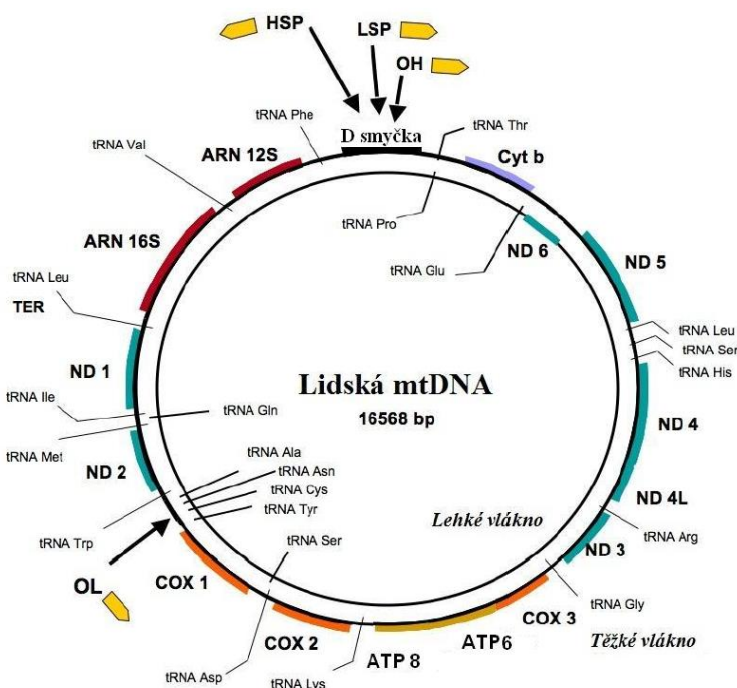 HSP
LSP
OH
D smyčka
tRNA Phe
tRNA Thr
tRNA Val
ARN 12S
Cyt b
tRNA Pro
ARN 16S
tRNA Glu
ND 6
ND 5
tRNA Leu
TER
tRNA Leu
tRNA Ser
tRNA His
ND 1
Lidská mtDNA
16568 bp
tRNA Ile
tRNA Gln
ND 4
tRNA Met
ND 2
tRNA Ala
tRNA Asn
tRNA Cys
tRNA Tyr
ND 4L
Lehké vlákno
tRNA Trp
tRNA Ser
ND 3
tRNA Arg
OL
COX 1
tRNA Gly
COX 3
COX 2
ATP6
Těžké vlákno
ATP 8
tRNA Asp
tRNA Lys